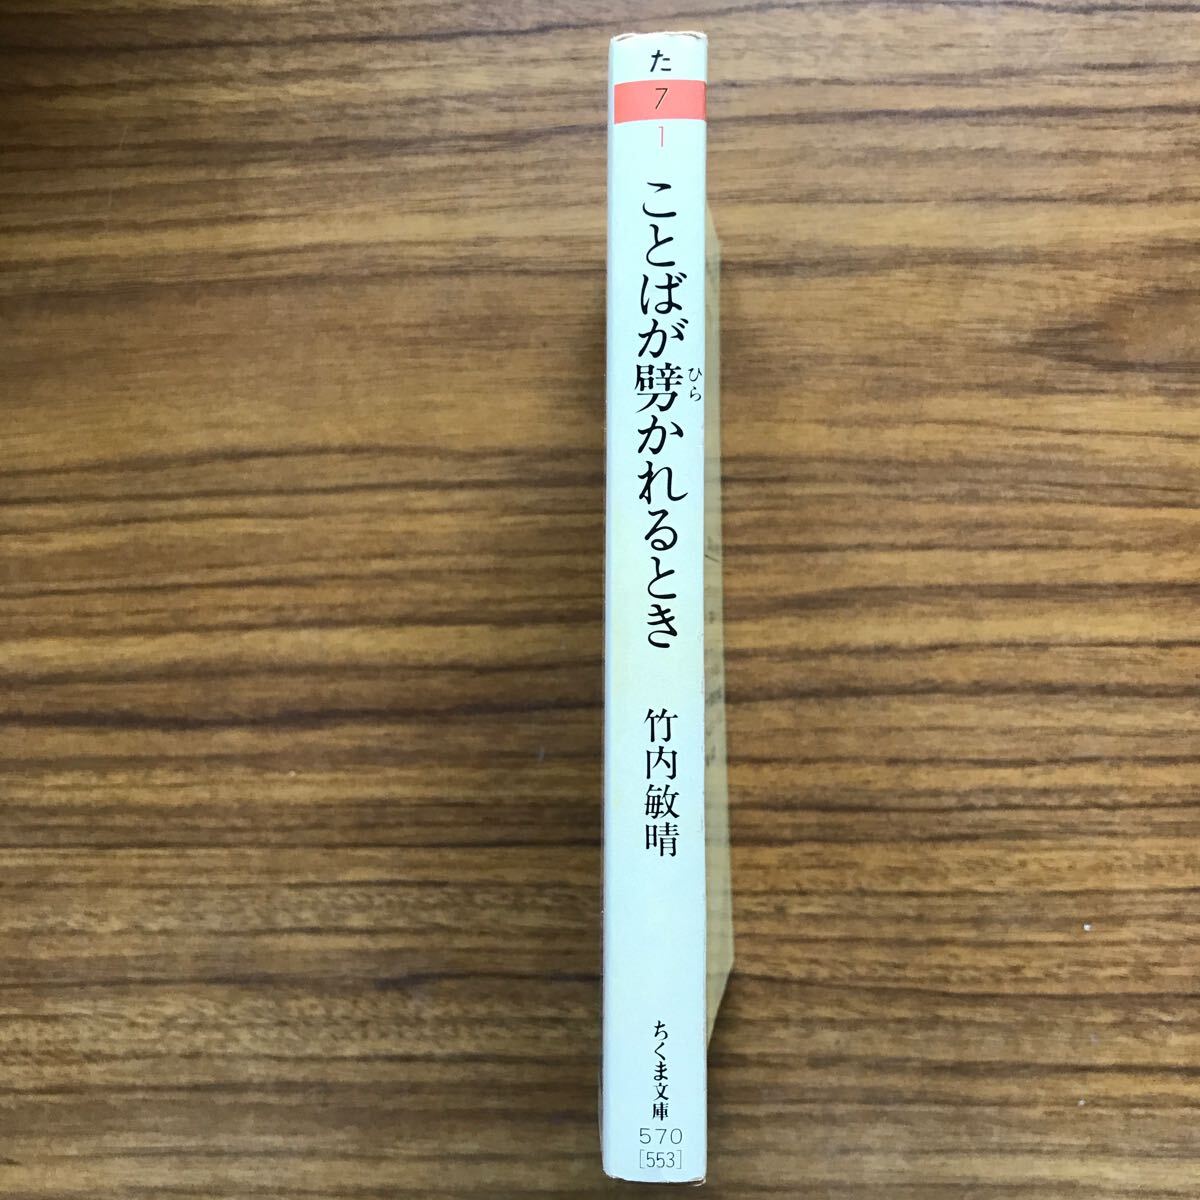 た
7
1
ことばが劈かれるとき
ひら
竹内敏晴
ちくま文庫
570
[553]